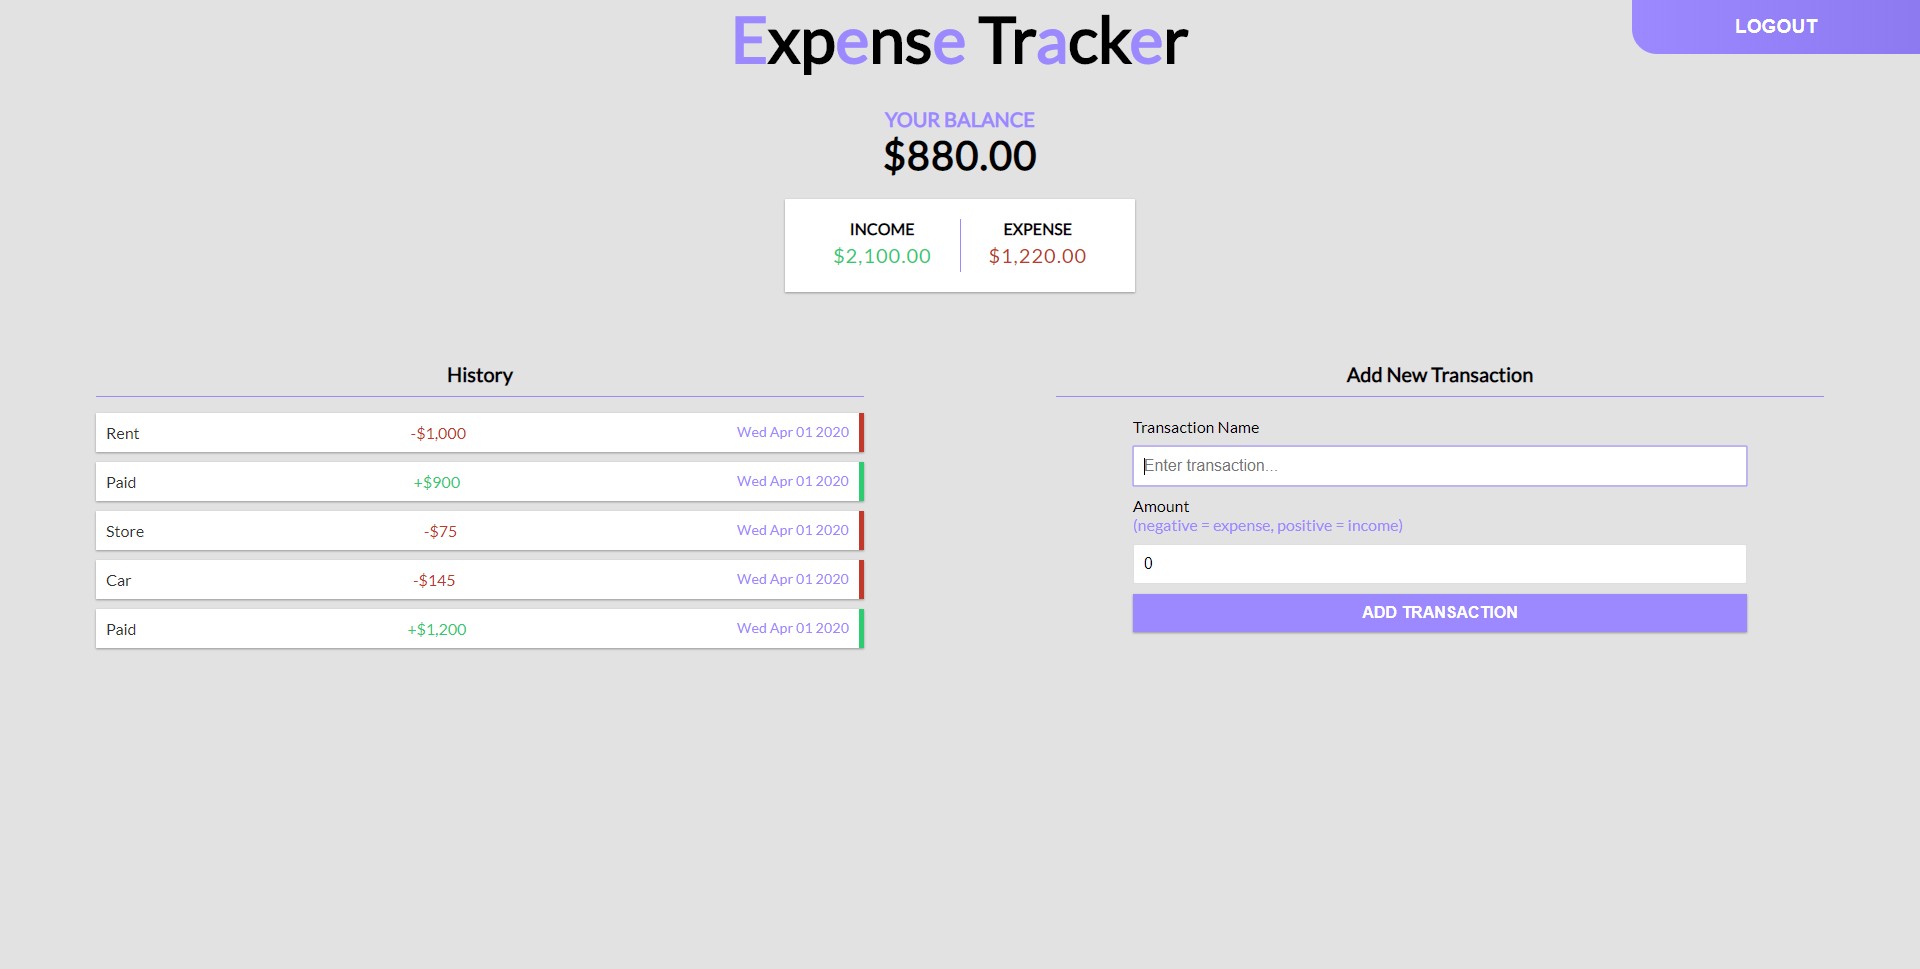 Expense Tracker
LOGOUT
YOUR BALANCE
$880.00
INCOME EXPENSE
$2,100.00 $1,220.00
History
Rent -$1,000 Wed Apr 01 2020
Paid +$900 Wed Apr 01 2020
Store -$75 Wed Apr 01 2020
Car -$145 Wed Apr 01 2020
Paid +$1,200 Wed Apr 01 2020
Add New Transaction
Transaction Name
Enter transaction...
Amount
(negative = expense, positive = income)
0
ADD TRANSACTION